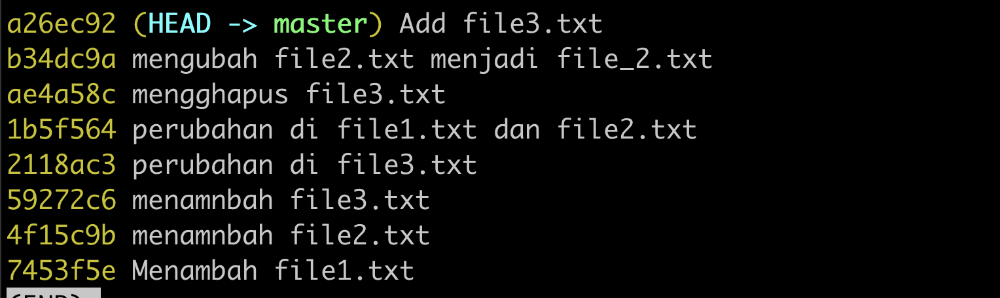 a26ec92 (HEAD -> master) Add file3.txt
b34dc9a mengubah file2.txt menjadi file_2.txt
ae4a58c mengghapus file3.txt
1b5f564 perubahan di file1.txt dan file2.txt
2118ac3 perubahan di file3.txt
59272c6 menamnbah file3.txt
4f15c9b menamnbah file2.txt
7453f5e Menambah file1.txt
(END)